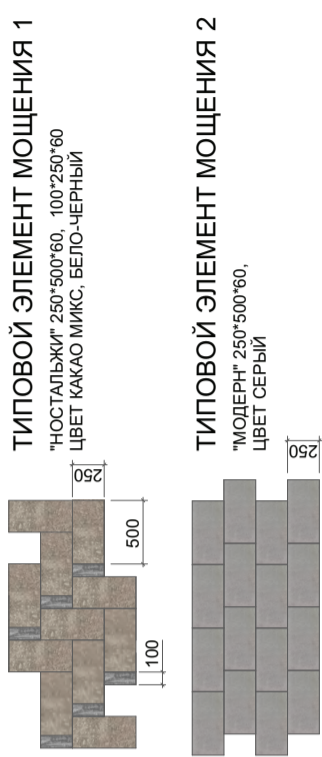 ТИПОВОЙ ЭЛЕМЕНТ МОЩЕНИЯ 1
"НОСТАЛЬЖИ" 250*500*60, 100*250*60
ЦВЕТ КАКАО МИКС, БЕЛО-ЧЕРНЫЙ
250
500
100
ТИПОВОЙ ЭЛЕМЕНТ МОЩЕНИЯ 2
"МОДЕРН" 250*500*60,
ЦВЕТ СЕРЫЙ
250